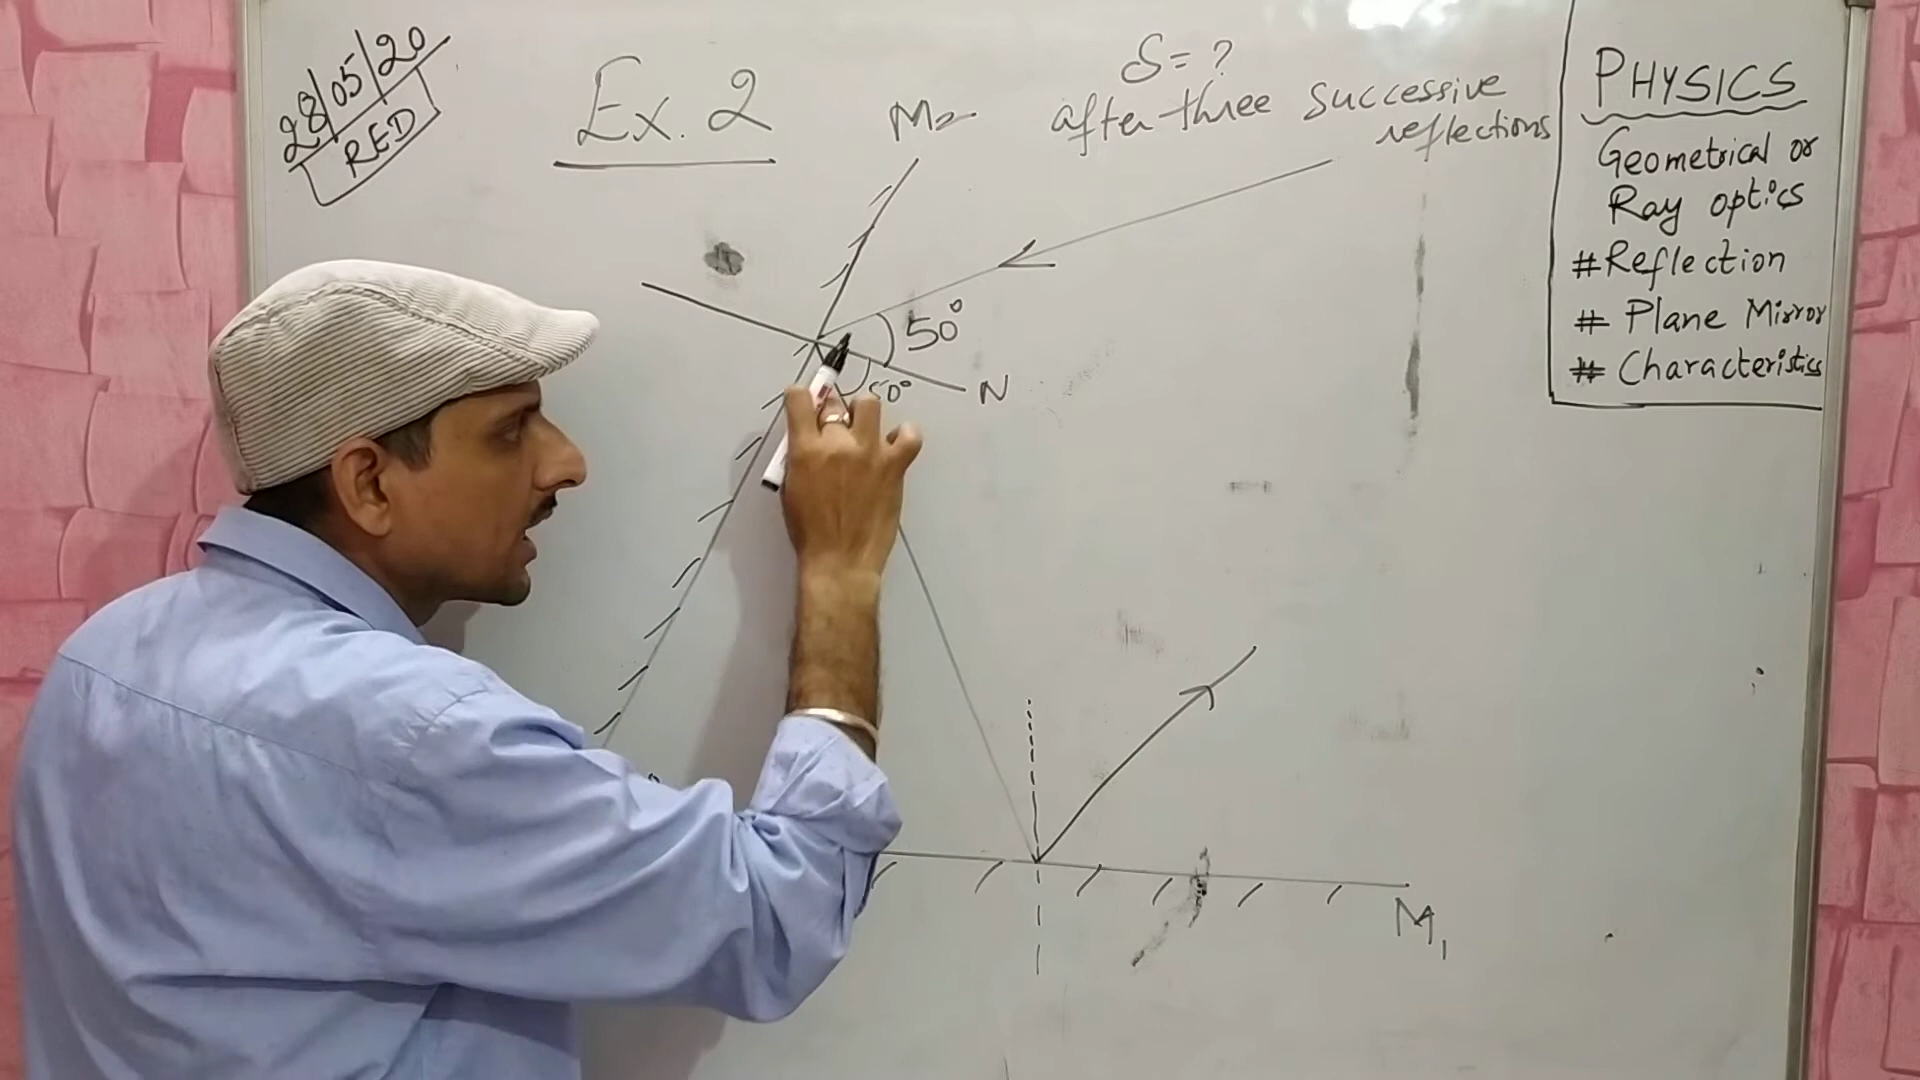 28/05/20
RED
Ex. 2
M2
δ = ?
after three successive
reflections
50°
50°
N
M1
PHYSICS
Geometrical or
Ray optics
# Reflection
# Plane Mirror
# Characteristics